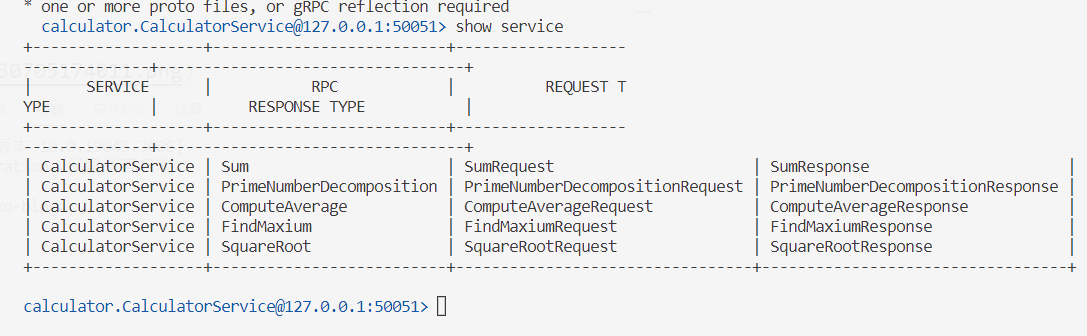 * one or more proto files, or gRPC reflection required
calculator.CalculatorService@127.0.0.1:50051> show service
+------------------+------------------------+------------------
-------------+-------------------------------+
|      SERVICE      |          RPC           |         REQUEST T
YPE          |         RESPONSE TYPE          |
+------------------+------------------------+------------------
-------------+-------------------------------+
| CalculatorService | Sum                      | SumRequest                      | SumResponse                      |
| CalculatorService | PrimeNumberDecomposition | PrimeNumberDecompositionRequest | PrimeNumberDecompositionResponse |
| CalculatorService | ComputeAverage           | ComputeAverageRequest           | ComputeAverageResponse           |
| CalculatorService | FindMaxium               | FindMaxiumRequest               | FindMaxiumResponse               |
| CalculatorService | SquareRoot               | SquareRootRequest               | SquareRootResponse               |
+-------------------+--------------------------+---------------------------------+----------------------------------+
calculator.CalculatorService@127.0.0.1:50051>